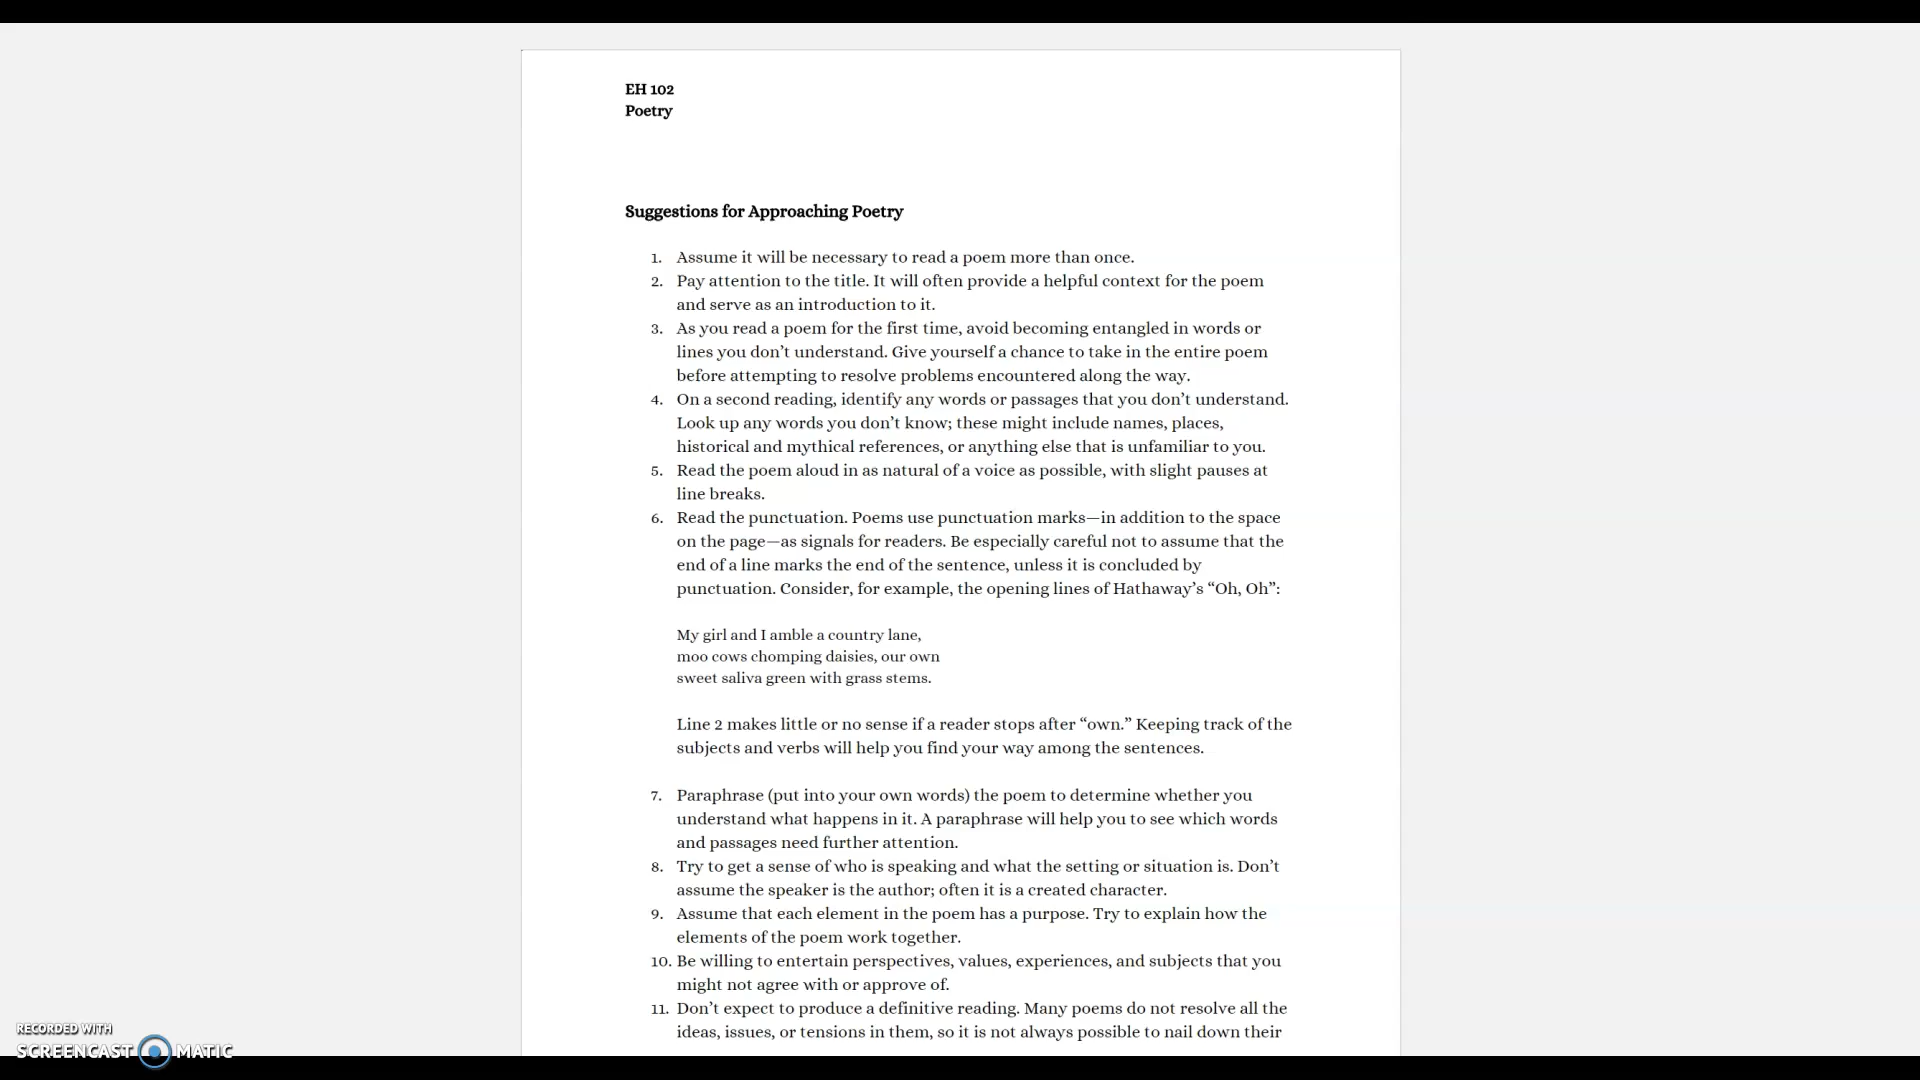 EH 102
Poetry
Suggestions for Approaching Poetry
1. Assume it will be necessary to read a poem more than once.
2. Pay attention to the title. It will often provide a helpful context for the poem
and serve as an introduction to it.
3. As you read a poem for the first time, avoid becoming entangled in words or
lines you don’t understand. Give yourself a chance to take in the entire poem
before attempting to resolve problems encountered along the way.
4. On a second reading, identify any words or passages that you don’t understand.
Look up any words you don’t know; these might include names, places,
historical and mythical references, or anything else that is unfamiliar to you.
5. Read the poem aloud in as natural of a voice as possible, with slight pauses at
line breaks.
6. Read the punctuation. Poems use punctuation marks—in addition to the space
on the page—as signals for readers. Be especially careful not to assume that the
end of a line marks the end of the sentence, unless it is concluded by
punctuation. Consider, for example, the opening lines of Hathaway’s “Oh, Oh”:
My girl and I amble a country lane,
moo cows chomping daisies, our own
sweet saliva green with grass stems.
Line 2 makes little or no sense if a reader stops after “own.” Keeping track of the
subjects and verbs will help you find your way among the sentences.
7. Paraphrase (put into your own words) the poem to determine whether you
understand what happens in it. A paraphrase will help you to see which words
and passages need further attention.
8. Try to get a sense of who is speaking and what the setting or situation is. Don’t
assume the speaker is the author; often it is a created character.
9. Assume that each element in the poem has a purpose. Try to explain how the
elements of the poem work together.
10. Be willing to entertain perspectives, values, experiences, and subjects that you
might not agree with or approve of.
11. Don’t expect to produce a definitive reading. Many poems do not resolve all the
ideas, issues, or tensions in them, so it is not always possible to nail down their
RECORDED WITH
SCREENCAST MATIC